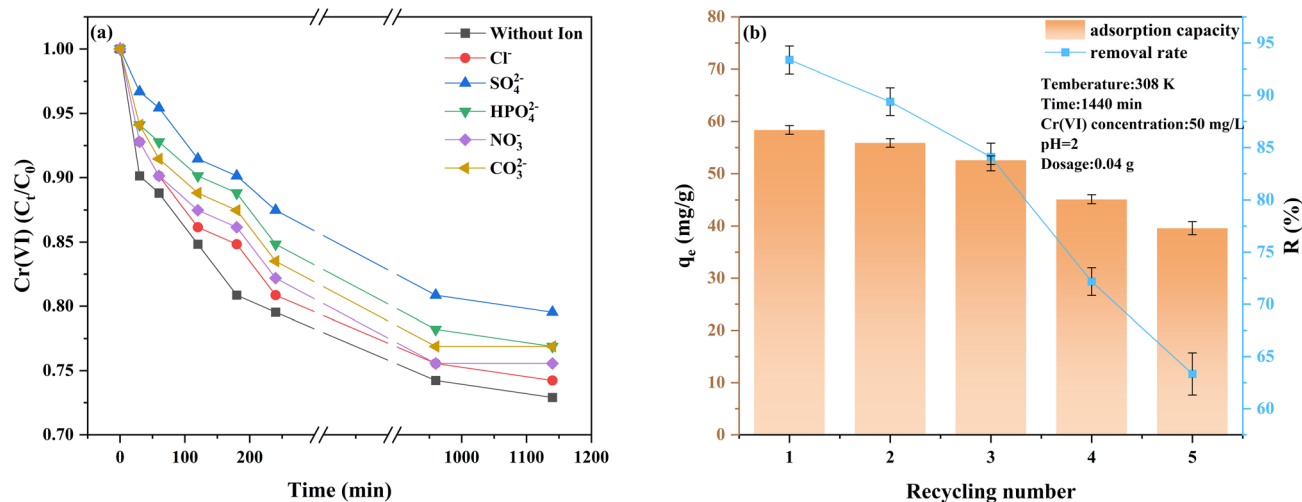 (a)
Without Ion
Cl⁻
SO₄²⁻
HPO₄²⁻
NO₃⁻
CO₃²⁻
Cr(VI) (Cₜ/C₀)
1.00
0.95
0.90
0.85
0.80
0.75
0.70
0 100 200 1000 1100 1200
Time (min)
(b)
adsorption capacity
removal rate
Temberature:308 K
Time:1440 min
Cr(VI) concentration:50 mg/L
pH=2
Dosage:0.04 g
qₑ (mg/g)
80
70
60
50
40
30
20
10
0
R (%)
95
90
85
80
75
70
65
60
1 2 3 4 5
Recycling number